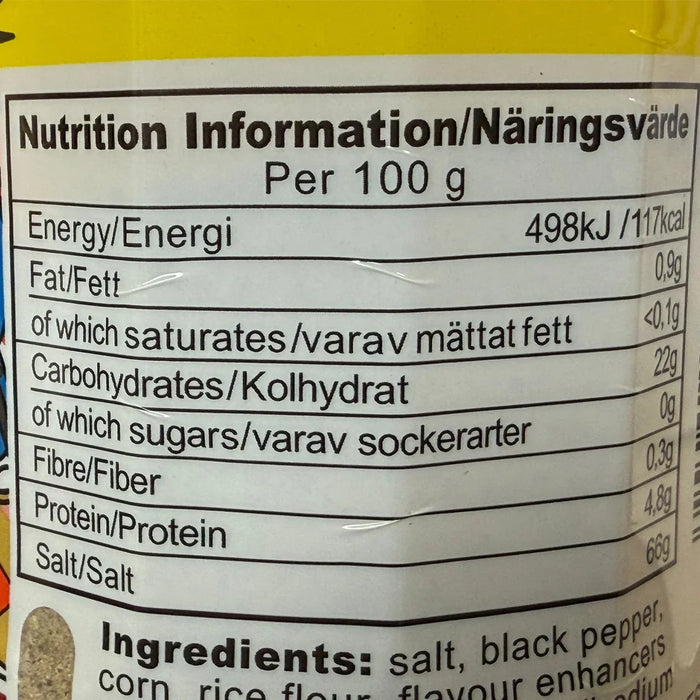 Nutrition Information/Näringsvärde
Per 100 g
Energy/Energi 498kJ /117kcal
Fat/Fett 0,9g
of which saturates/varav mättat fett <0,1g
Carbohydrates/Kolhydrat 22g
of which sugars/varav sockerarter 0g
Fibre/Fiber 0,3g
Protein/Protein 4,8g
Salt/Salt 66g
Ingredients: salt, black pepper,
corn, rice flour, flavour enhancers